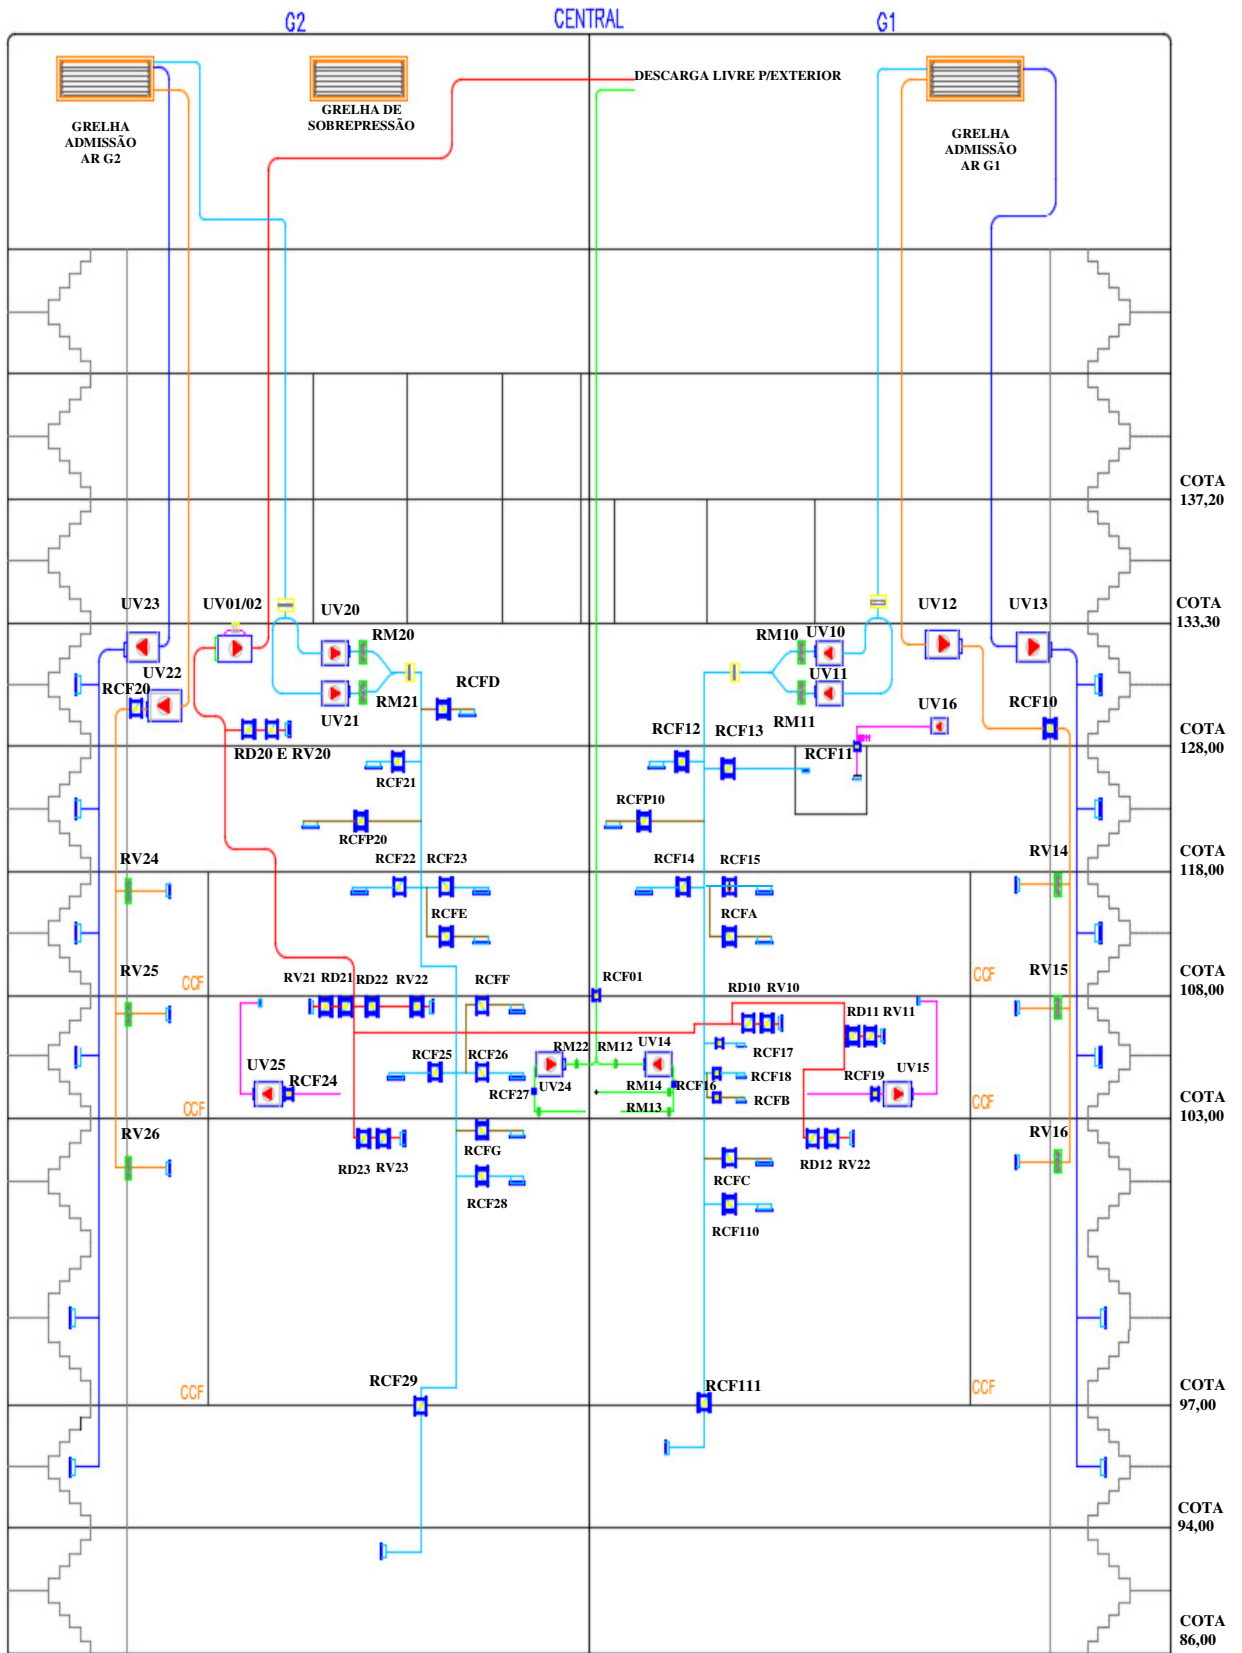 G2
CENTRAL
G1
DESCARGA LIVRE P/EXTERIOR
GRELHA
ADMISSÃO
AR G2
GRELHA DE
SOBREPRESSÃO
GRELHA
ADMISSÃO
AR G1
COTA
137,20
COTA
133.30
UV23
UV01/02
UV20
RM20
RM10
UV10
UV12
UV13
UV22
RCF20
UV21
RM21
RCFD
UV11
RM11
UV16
RCF10
RD20 E RV20
RCF12
RCF13
RCF11
COTA
128,00
RCF21
RCFP20
RCFP10
RV24
RCF22
RCF23
RCF14
RCF15
RV14
COTA
118,00
RCFE
RCFA
RV25
CCF
RV21
RD21
RD22
RV22
RCFF
RCF01
RD10
RV10
CCF
RV15
COTA
108,00
RD11
RV11
UV25
RCF24
RCF25
RCF26
RCF27
UV24
RM22
RM12
UV14
RM14
RCF16
RM13
RCF17
RCF18
RCFB
RCF19
UV15
CCF
CCF
COTA
103,00
RV26
RD23
RV23
RCFG
RCF28
RCFC
RCF110
RD12
RV22
RV16
CCF
RCF29
RCF111
CCF
COTA
97,00
COTA
94,00
COTA
86,00